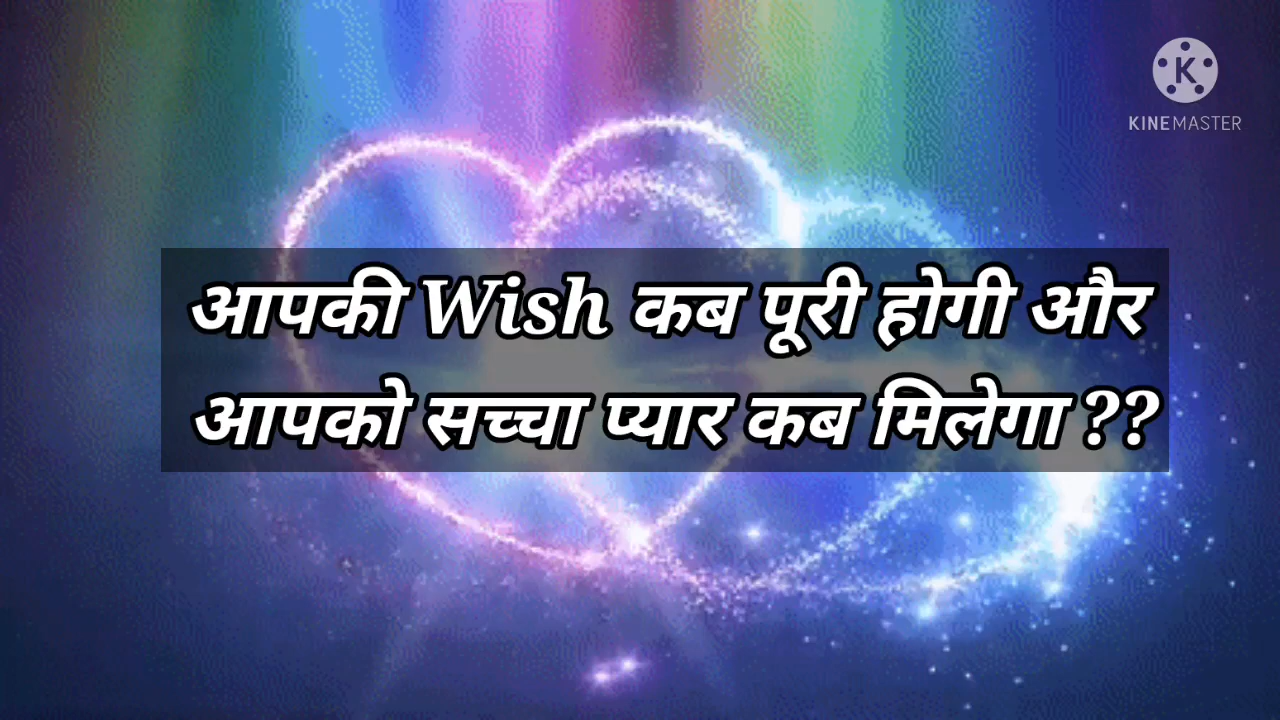 K
KINEMASTER
आपकी Wish कब पूरी होगी और
आपको सच्चा प्यार कब मिलेगा ??